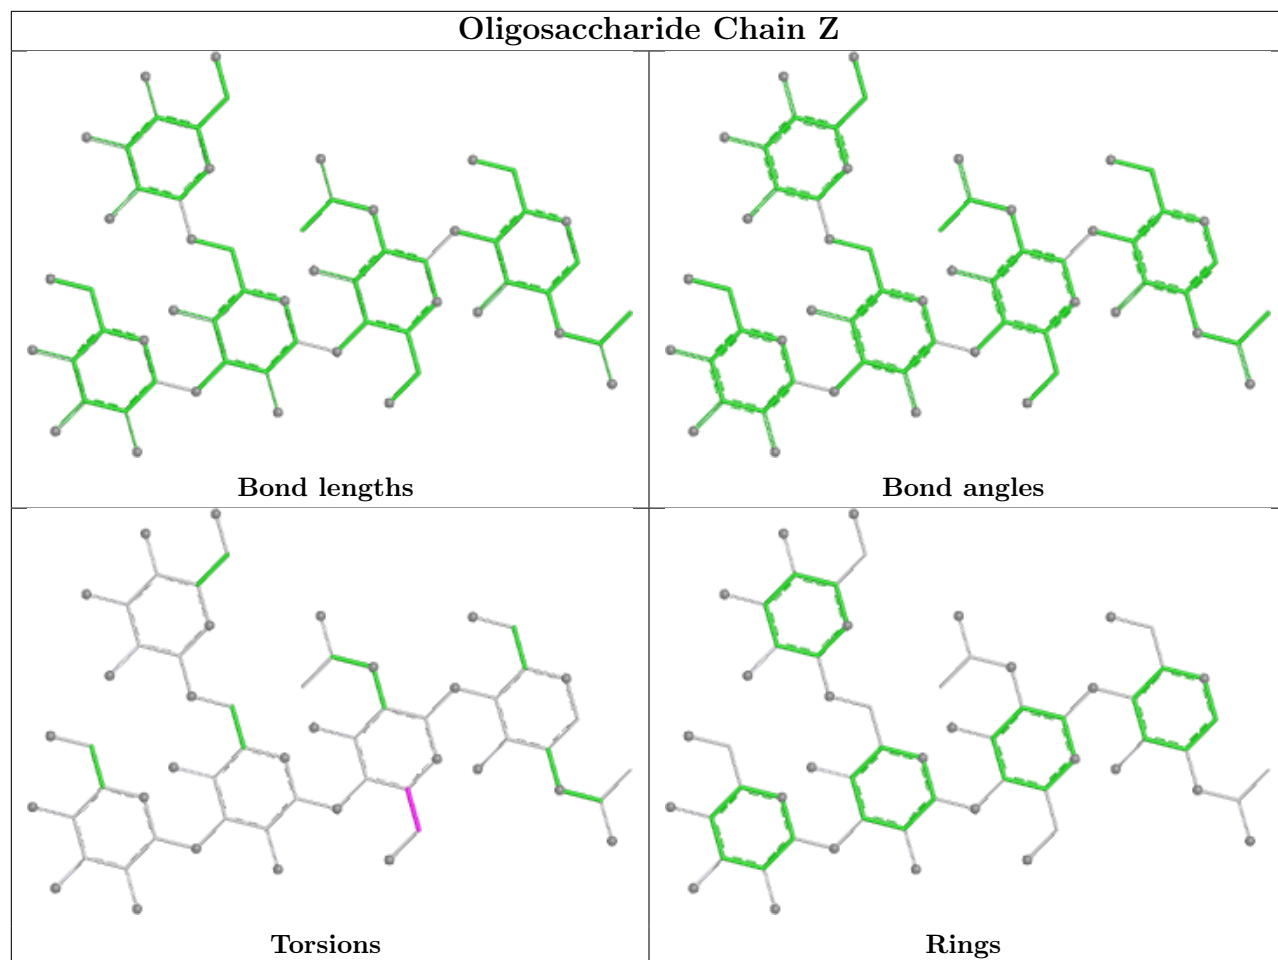 Oligosaccharide Chain Z
Bond lengths
Bond angles
Torsions
Rings